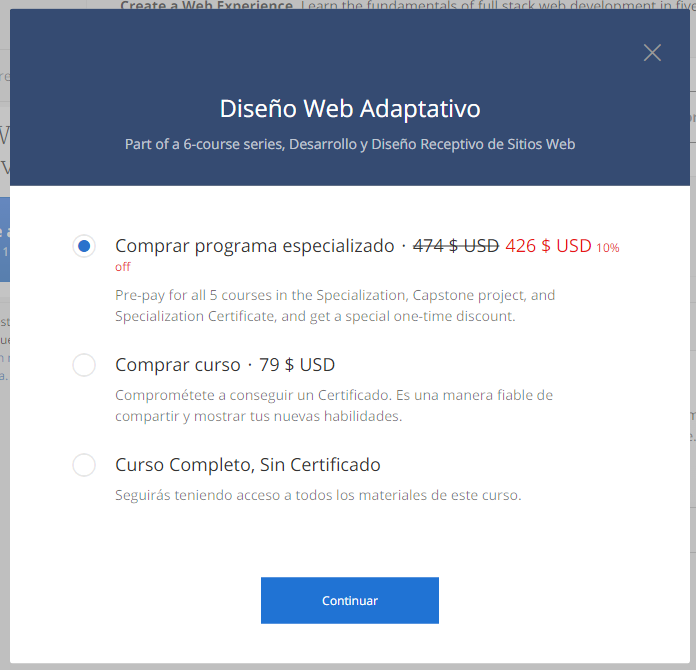 Create a Web Experience. Learn the fundamentals of full stack web development in five
Diseño Web Adaptativo
Part of a 6-course series, Desarrollo y Diseño Receptivo de Sitios Web
Comprar programa especializado · 474 $ USD 426 $ USD 10%
off
Pre-pay for all 5 courses in the Specialization, Capstone project, and
Specialization Certificate, and get a special one-time discount.
Comprar curso · 79 $ USD
Comprométete a conseguir un Certificado. Es una manera fiable de
compartir y mostrar tus nuevas habilidades.
Curso Completo, Sin Certificado
Seguirás teniendo acceso a todos los materiales de este curso.
Continuar